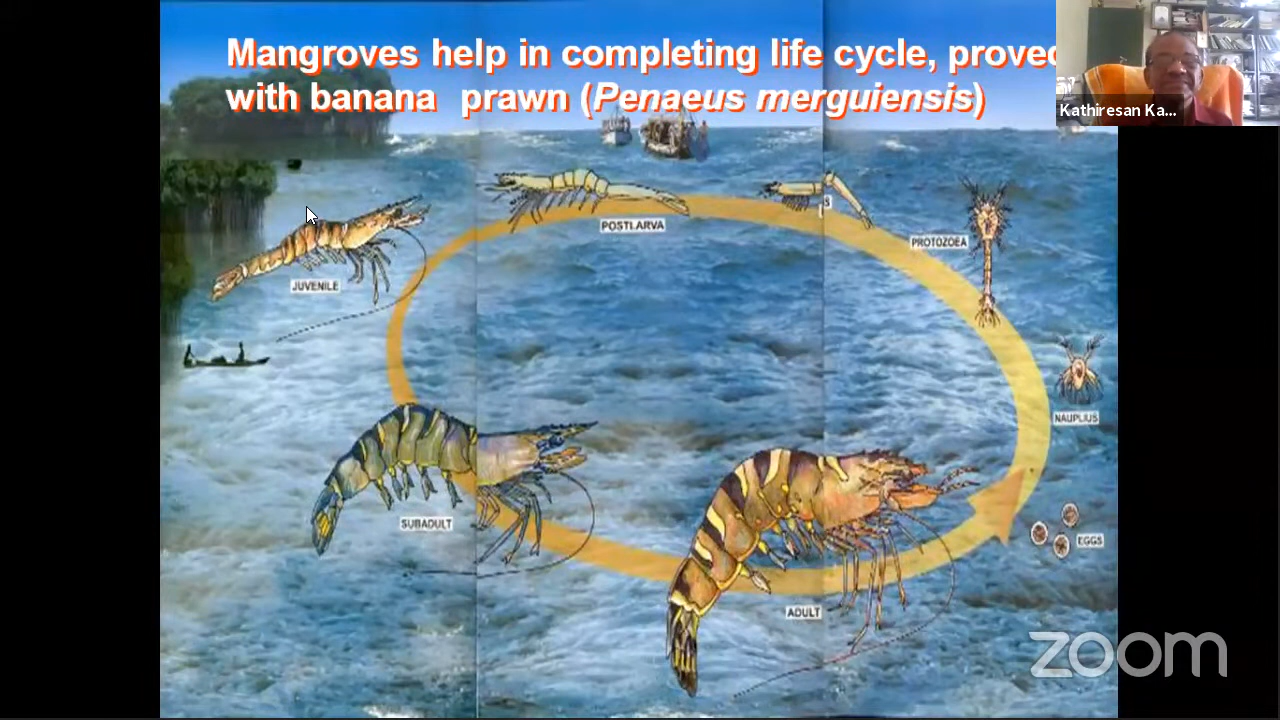 Mangroves help in completing life cycle, proved
with banana prawn (Penaeus merguiensis)
Kathiresan Ka...
POSTLARVA
S
PROTOZOEA
JUVENILE
NAUPLIUS
SUBADULT
EGGS
ADULT
zoom